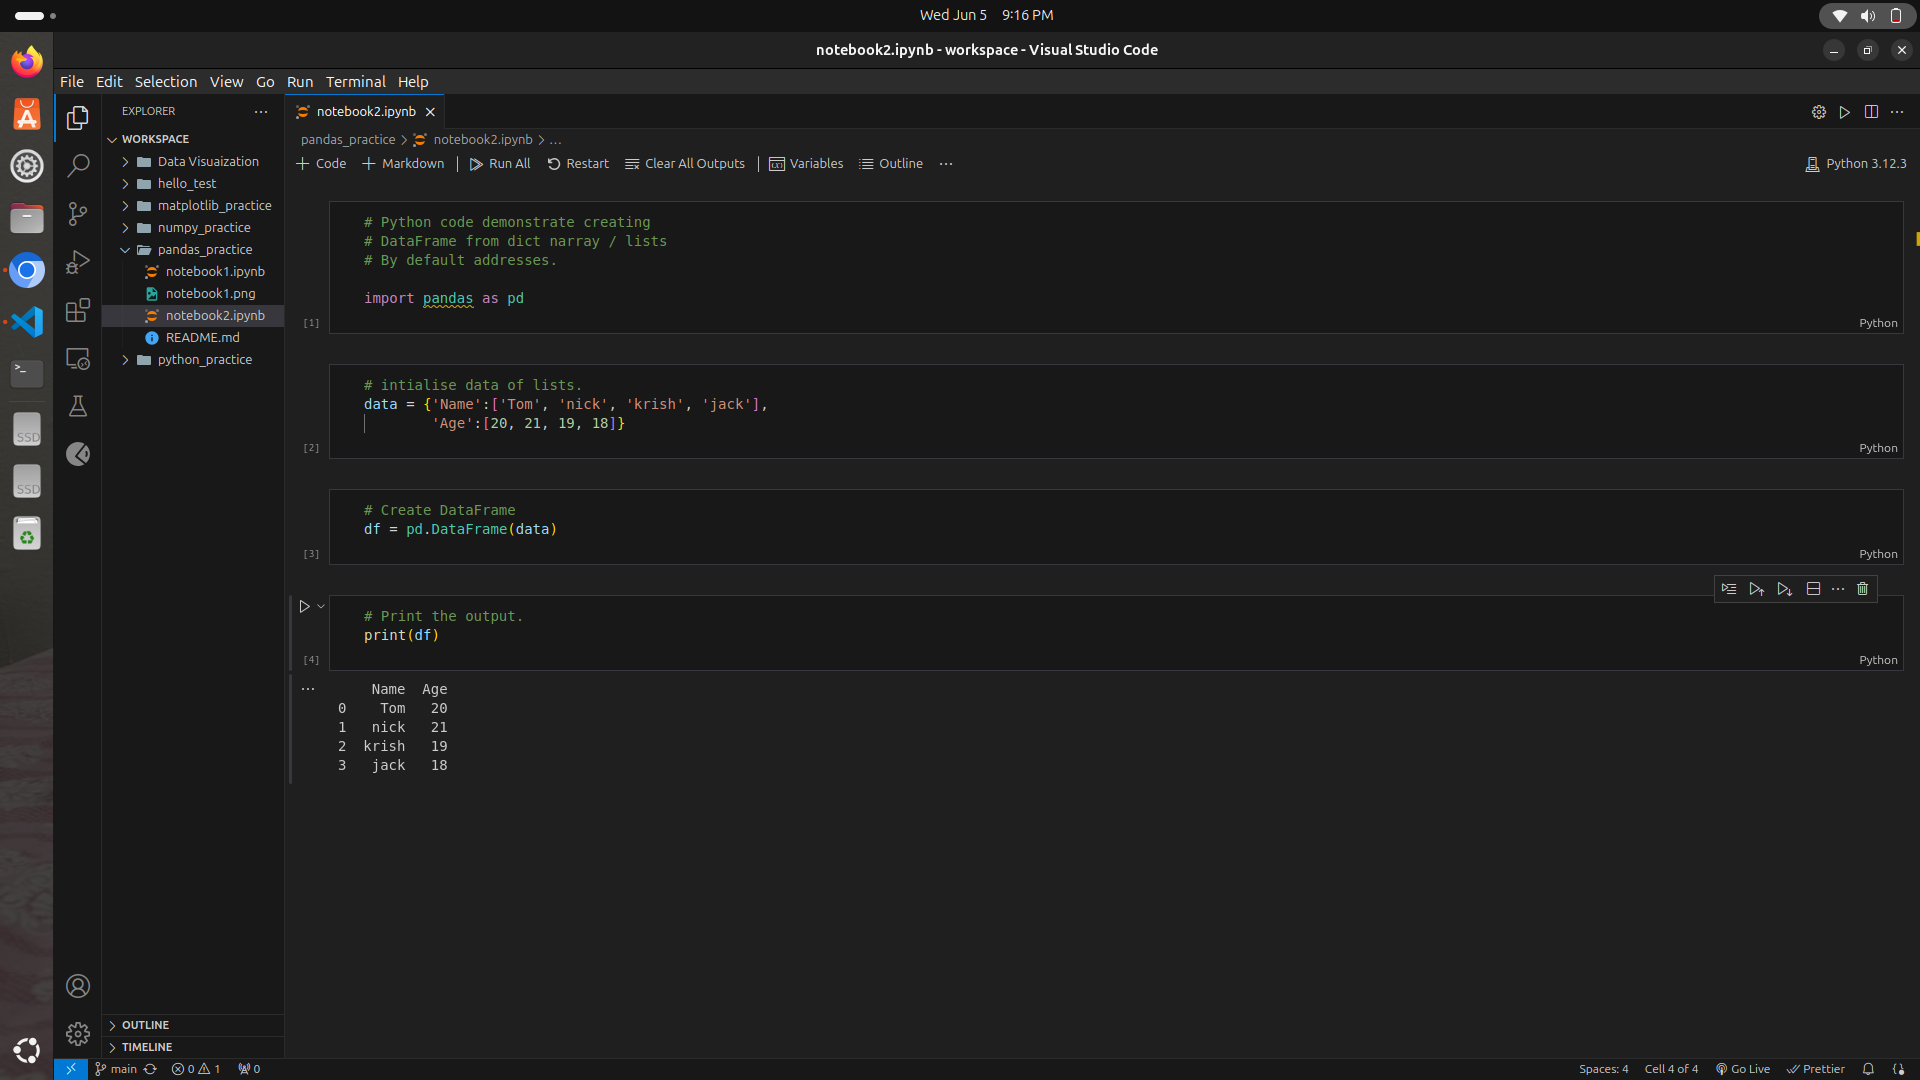 Wed Jun 5 9:16 PM
notebook2.ipynb - workspace - Visual Studio Code
File Edit Selection View Go Run Terminal Help
EXPLORER
WORKSPACE
Data Visuaization
hello_test
matplotlib_practice
numpy_practice
pandas_practice
notebook1.ipynb
notebook1.png
notebook2.ipynb
README.md
python_practice
OUTLINE
TIMELINE
notebook2.ipynb
pandas_practice > notebook2.ipynb > ...
+ Code + Markdown Run All Restart Clear All Outputs Variables Outline ...
Python 3.12.3
# Python code demonstrate creating
# DataFrame from dict narray / lists
# By default addresses.
import pandas as pd
[1] Python
# intialise data of lists.
data = {'Name':['Tom', 'nick', 'krish', 'jack'],
'Age':[20, 21, 19, 18]}
[2] Python
# Create DataFrame
df = pd.DataFrame(data)
[3] Python
# Print the output.
print(df)
[4] Python
Name Age
0 Tom 20
1 nick 21
2 krish 19
3 jack 18
SSD
SSD
main 0 1 0
Spaces: 4 Cell 4 of 4 Go Live Prettier